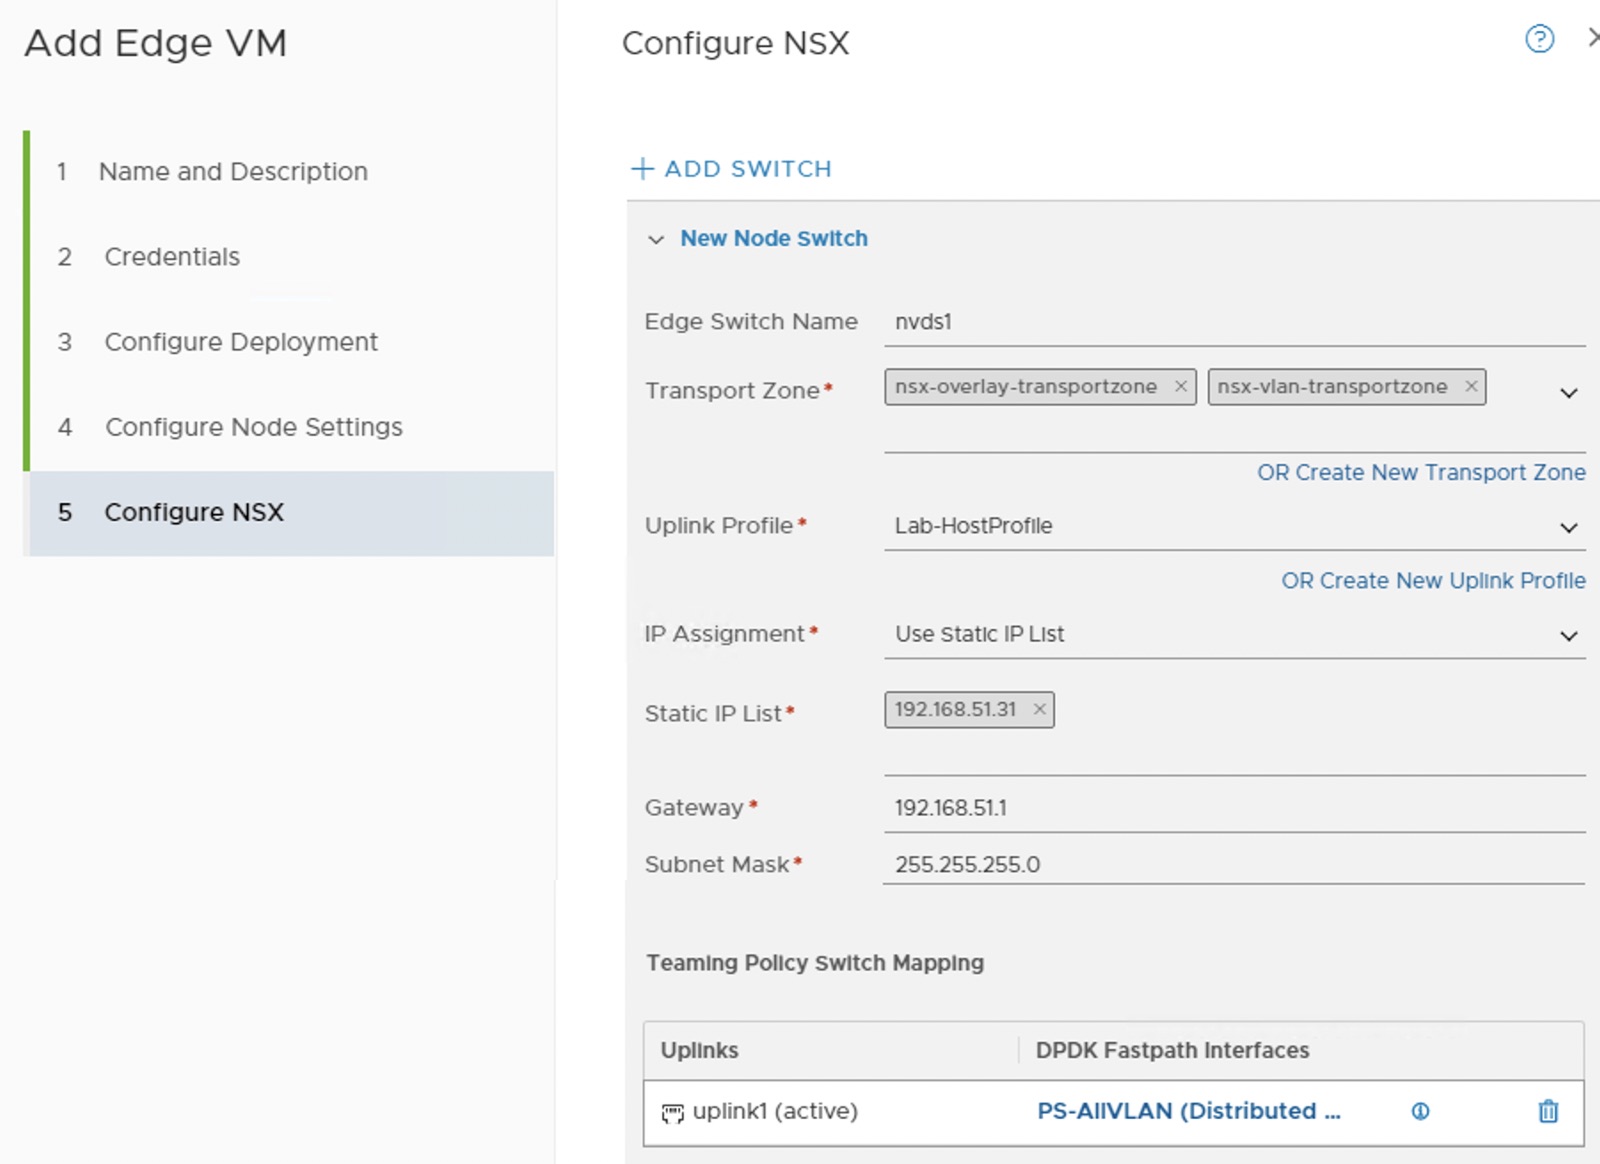 Add Edge VM
1 Name and Description
2 Credentials
3 Configure Deployment
4 Configure Node Settings
5 Configure NSX
Configure NSX
ADD SWITCH
New Node Switch
Edge Switch Name nvds1
Transport Zone* nsx-overlay-transportzone × nsx-vlan-transportzone ×
OR Create New Transport Zone
Uplink Profile* Lab-HostProfile
OR Create New Uplink Profile
IP Assignment* Use Static IP List
Static IP List* 192.168.51.31 ×
Gateway* 192.168.51.1
Subnet Mask* 255.255.255.0
Teaming Policy Switch Mapping
Uplinks DPDK Fastpath Interfaces
uplink1 (active) PS-AllVLAN (Distributed ...